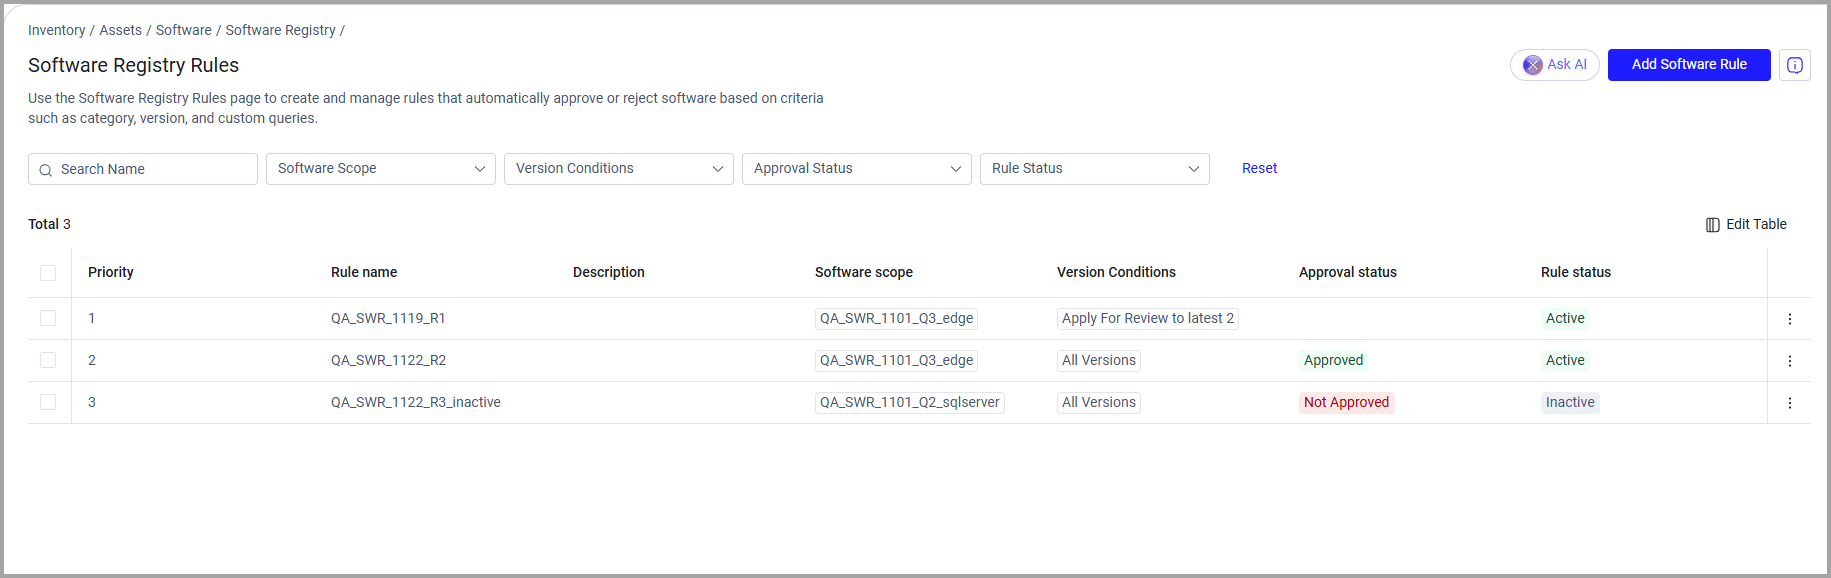 Inventory / Assets / Software / Software Registry /
Software Registry Rules
Ask AI
Add Software Rule
Use the Software Registry Rules page to create and manage rules that automatically approve or reject software based on criteria
such as category, version, and custom queries.
Search Name
Software Scope
Version Conditions
Approval Status
Rule Status
Reset
Total 3
Edit Table
Priority Rule name Description Software scope Version Conditions Approval status Rule status
1 QA_SWR_1119_R1 QA_SWR_1101_Q3_edge Apply For Review to latest 2 Active
2 QA_SWR_1122_R2 QA_SWR_1101_Q3_edge All Versions Approved Active
3 QA_SWR_1122_R3_inactive QA_SWR_1101_Q2_sqlserver All Versions Not Approved Inactive